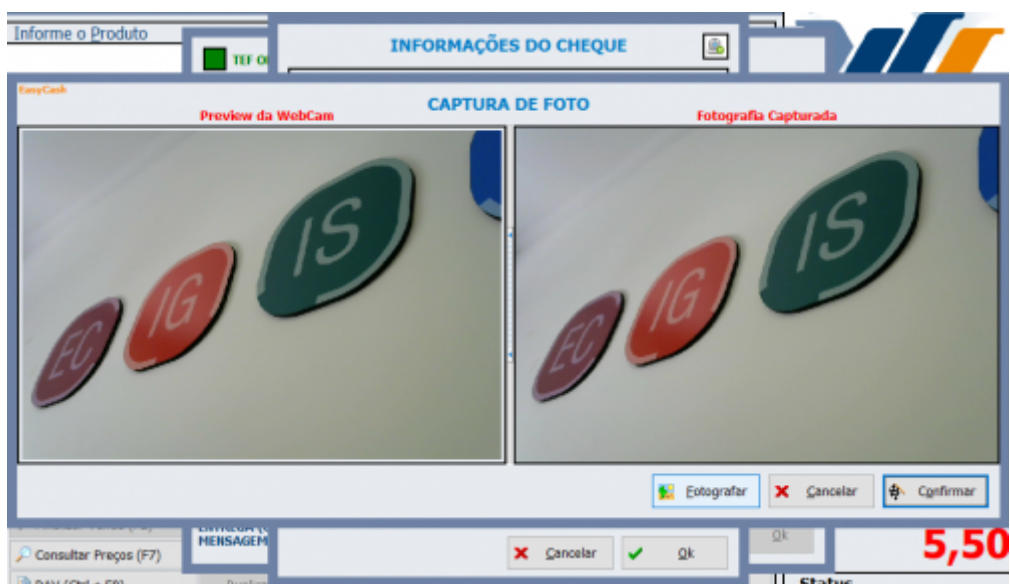 Informe o Produto
TEF O
INFORMAÇÕES DO CHEQUE
EasyCash
CAPTURA DE FOTO
Preview da WebCam
Fotografia Capturada
EC
IG
IS
EC
IG
IS
Fotografar
Cancelar
Confirmar
MENSAGEM
Ok
5,50
Consultar Preços (F7)
Cancelar
Ok
Status